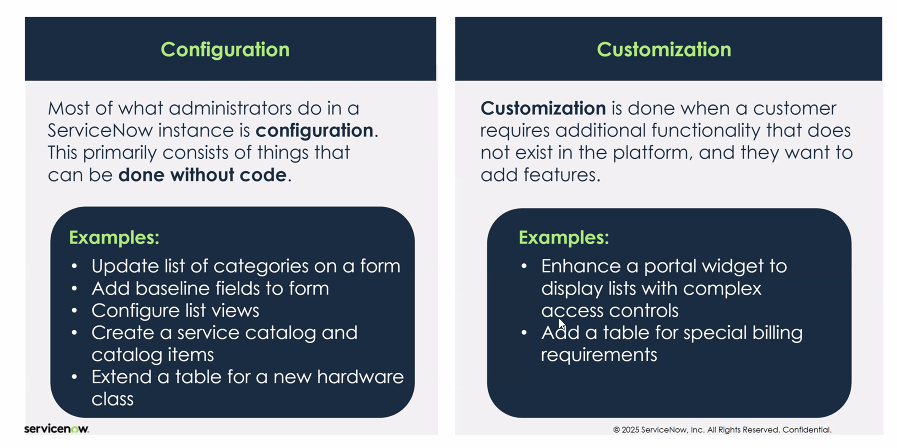 Configuration
Most of what administrators do in a
ServiceNow instance is configuration.
This primarily consists of things that
can be done without code.
Examples:
• Update list of categories on a form
• Add baseline fields to form
• Configure list views
• Create a service catalog and
catalog items
• Extend a table for a new hardware
class
Customization
Customization is done when a customer
requires additional functionality that does
not exist in the platform, and they want to
add features.
Examples:
• Enhance a portal widget to
display lists with complex
access controls
• Add a table for special billing
requirements
servicenow.
© 2025 ServiceNow, Inc. All Rights Reserved. Confidential.